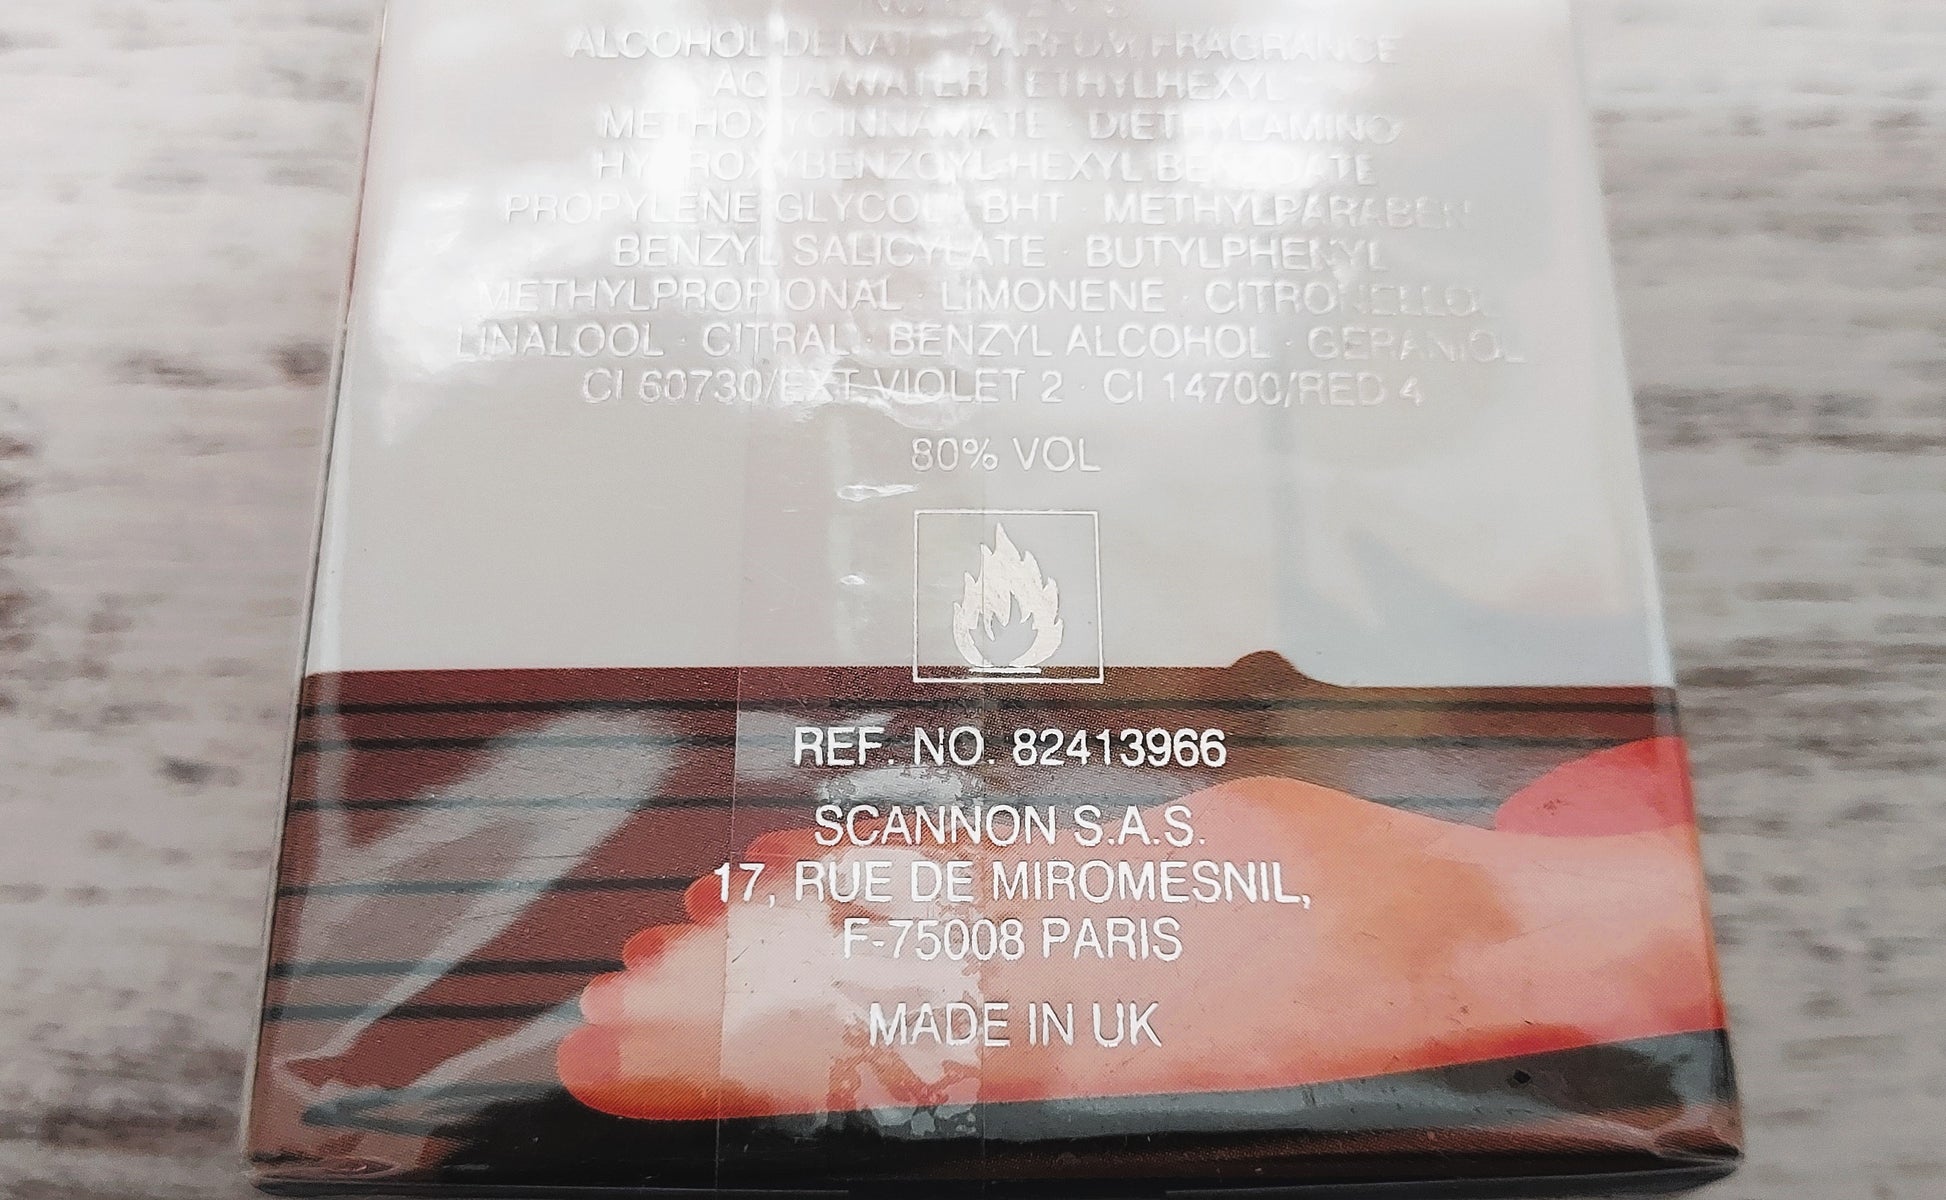 ALCOHOL DENAT · PARFUM/FRAGRANCE
AQUA/WATER · ETHYLHEXYL
METHOXYCINNAMATE · DIETHYLAMINO
HYDROXYBENZOYL HEXYL BENZOATE
PROPYLENE GLYCOL · BHT · METHYLPARABEN
BENZYL SALICYLATE · BUTYLPHENYL
METHYLPROPIONAL · LIMONENE · CITRONELLOL
LINALOOL · CITRAL · BENZYL ALCOHOL · GERANIOL
CI 60730/EXT. VIOLET 2 · CI 14700/RED 4
80% VOL
REF. NO. 82413966
SCANNON S.A.S.
17, RUE DE MIROMESNIL,
F-75008 PARIS
MADE IN UK